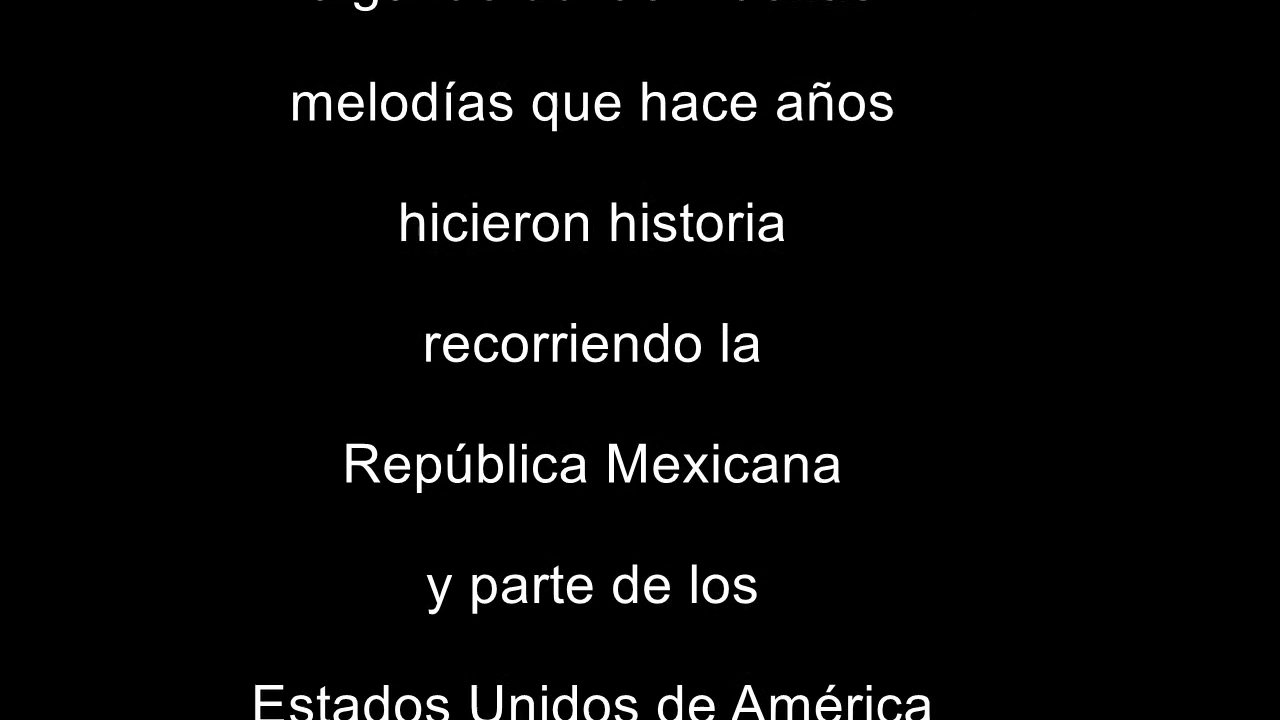 melodías que hace años
hicieron historia
recorriendo la
República Mexicana
y parte de los
Estados Unidos de América